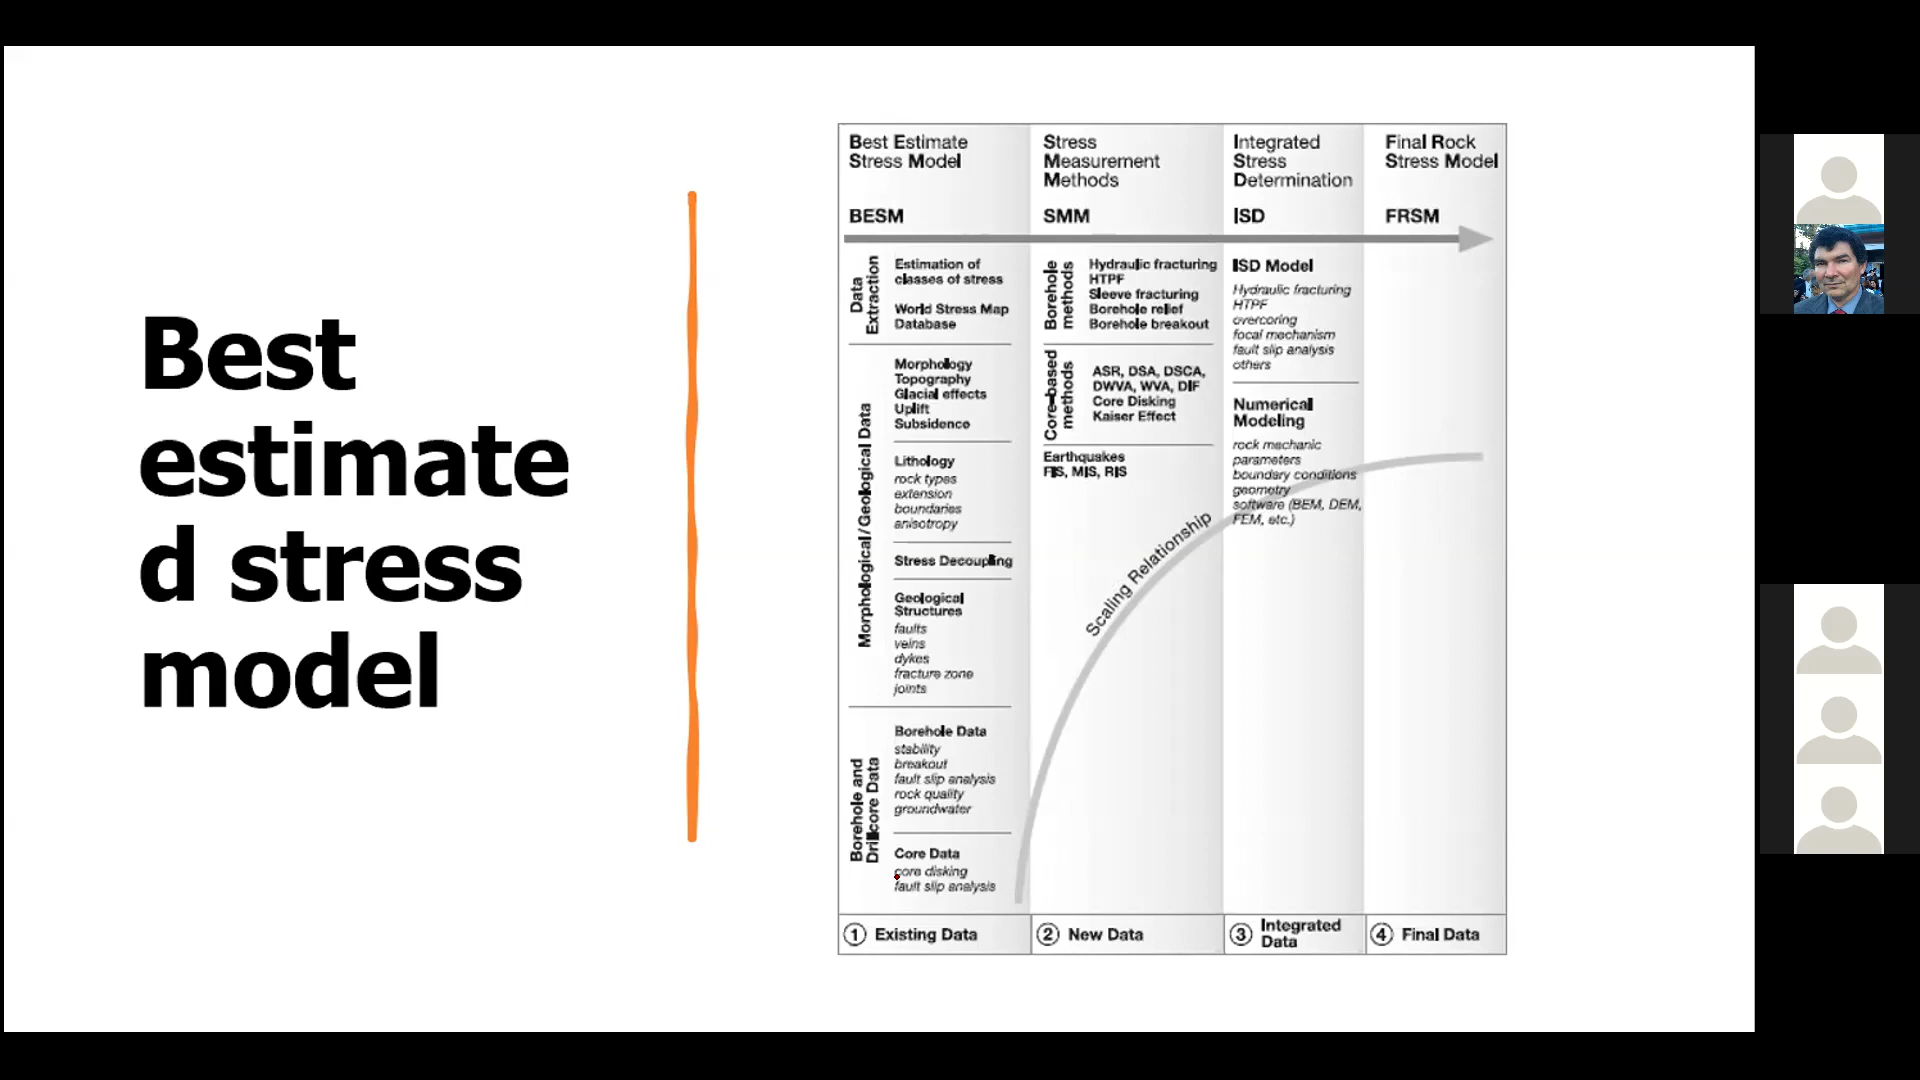 Best
estimate
d stress
model
Best Estimate
Stress Model
BESM
Stress
Measurement
Methods
SMM
Integrated
Stress
Determination
ISD
Final Rock
Stress Model
FRSM
Data
Extraction
Estimation of
classes of stress
World Stress Map
Database
Morphological/Geological Data
Morphology
Topography
Glacial effects
Uplift
Subsidence
Lithology
rock types
extension
boundaries
anisotropy
Stress Decoupling
Geological
Structures
faults
veins
dykes
fracture zone
joints
Borehole and
Drillcore Data
Borehole Data
stability
breakout
fault slip analysis
rock quality
groundwater
Core Data
core disking
fault slip analysis
Borehole
methods
Hydraulic fracturing
HTPF
Sleeve fracturing
Borehole relief
Borehole breakout
Core-based
methods
ASR, DSA, DSCA,
DWVA, WVA, DIF
Core Disking
Kaiser Effect
Earthquakes
FIS, MIS, RIS
Scaling Relationship
ISD Model
Hydraulic fracturing
HTPF
overcoring
focal mechanism
fault slip analysis
others
Numerical
Modeling
rock mechanic
parameters
boundary conditions
geometry
software (BEM, DEM,
FEM, etc.)
1 Existing Data
2 New Data
3 Integrated
Data
4 Final Data